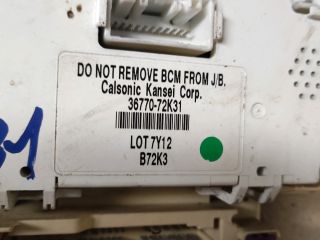 DO NOT REMOVE BCM FROM J/B.
Calsonic Kansei Corp.
36770-72K31
LOT 7Y12
B72K3